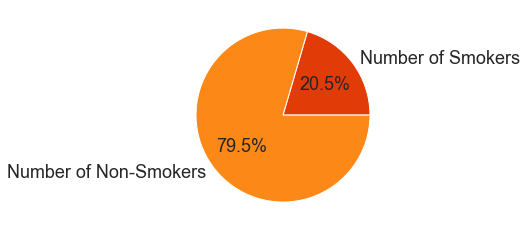 Number of Smokers
20.5%
79.5%
Number of Non-Smokers